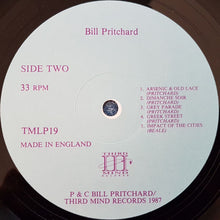 Bill Pritchard
SIDE TWO
33 RPM
TMLP19
MADE IN ENGLAND
1. ARSENIC & OLD LACE
(PRITCHARD)
2. DIMANCHE SOIR
(PRITCHARD)
3. GREY PARADE
(PRITCHARD)
4. GREEK STREET
(PRITCHARD)
5. IMPACT OF THE CITIES
(BEALE)
THIRD
MIND
P & C BILL PRITCHARD/
THIRD MIND RECORDS 1987